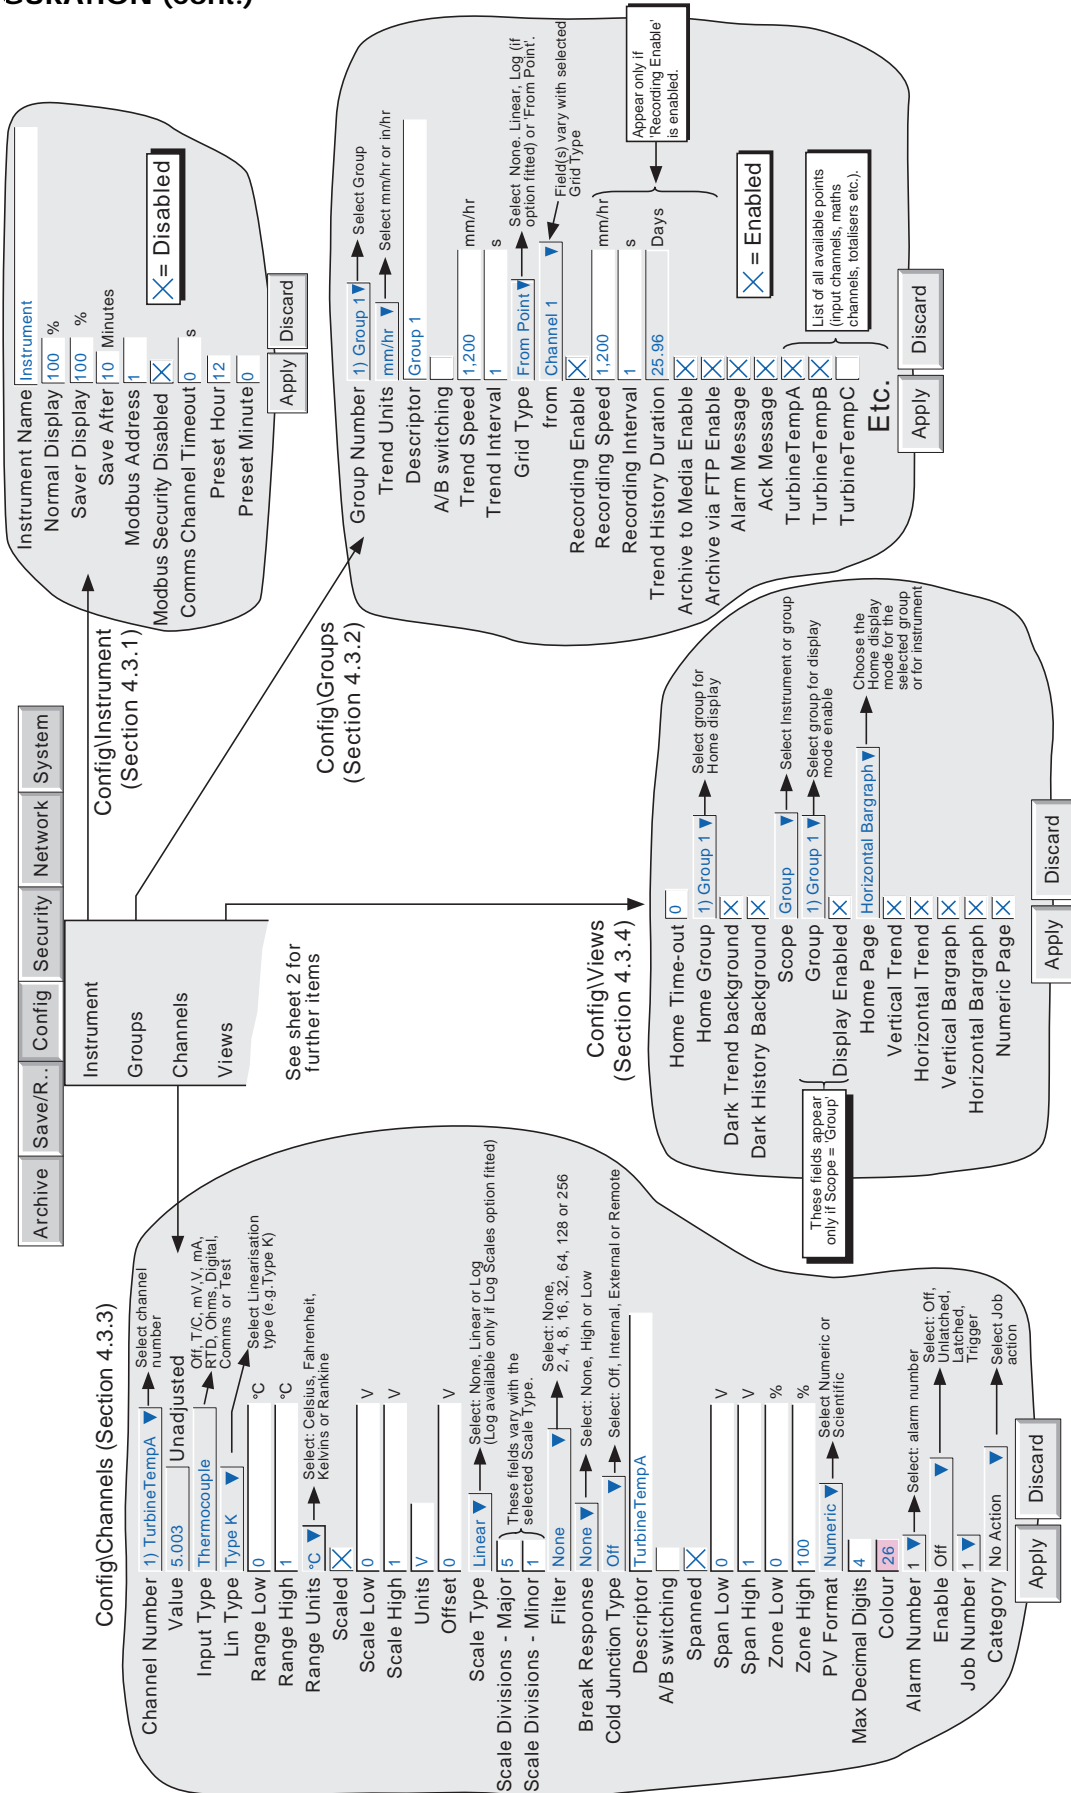 GURATION (cont.)
Archive
Save/R..
Config
Security
Network
System
Instrument
Groups
Channels
Views
See sheet 2 for
further items
Config\Instrument
(Section 4.3.1)
Instrument Name Instrument
Normal Display 100 %
Saver Display 100 %
Save After 10 Minutes
Modbus Address 1
Modbus Security Disabled
Comms Channel Timeout 0 s
Preset Hour 12
Preset Minute 0
= Disabled
Apply Discard
Config\Groups
(Section 4.3.2)
Group Number 1) Group 1 Select Group
Trend Units mm/hr Select mm/hr or in/hr
Descriptor Group 1
A/B switching
Trend Speed 1,200 mm/hr
Trend Interval 1 s
Grid Type From Point Select None. Linear, Log (if
option fitted) or 'From Point'.
from Channel 1 Field(s) vary with selected
Grid Type
Recording Enable
Recording Speed 1,200 mm/hr
Recording Interval 1 s
Trend History Duration 25.96 Days
Appear only if
'Recording Enable'
is enabled.
Archive to Media Enable
Archive via FTP Enable
Alarm Message
Ack Message
= Enabled
TurbineTempA
TurbineTempB
TurbineTempC
Etc.
List of all available points
(input channels, maths
channels, totalisers etc.).
Apply Discard
Config\Channels (Section 4.3.3)
Channel Number 1) TurbineTempA Select channel
number
Value 5.003 Unadjusted
Input Type Thermocouple Off, T/C, mV,V, mA,
RTD, Ohms, Digital,
Comms or Test
Lin Type Type K Select Linearisation
type (e.g.Type K)
Range Low 0 °C
Range High 1 °C
Range Units °C Select: Celsius, Fahrenheit,
Kelvins or Rankine
Scaled
Scale Low 0 V
Scale High 1 V
Units V
Offset 0 V
Scale Type Linear Select: None, Linear or Log
(Log available only if Log Scales option fitted)
Scale Divisions - Major 5
Scale Divisions - Minor 1
These fields vary with the
selected Scale Type.
Filter None Select: None,
2, 4, 8, 16, 32, 64, 128 or 256
Break Response None Select: None, High or Low
Cold Junction Type Off Select: Off, Internal, External or Remote
Descriptor TurbineTempA
A/B switching
Spanned
Span Low 0 V
Span High 1 V
Zone Low 0 %
Zone High 100 %
PV Format Numeric Select Numeric or
Scientific
Max Decimal Digits 4
Colour 26
Alarm Number 1 Select: alarm number
Enable Off Select: Off,
Unlatched,
Latched,
Trigger
Job Number 1
Category No Action Select Job
action
Apply Discard
Config\Views
(Section 4.3.4)
Home Time-out 0
Home Group 1) Group 1 Select group for
Home display
Dark Trend background
Dark History Background
Scope Group Select Instrument or group
Group 1) Group 1 Select group for display
mode enable
Display Enabled
These fields appear
only if Scope = 'Group'
Home Page Horizontal Bargraph Choose the
Home display
mode for the
selected group
or for instrument
Vertical Trend
Horizontal Trend
Vertical Bargraph
Horizontal Bargraph
Numeric Page
Apply Discard